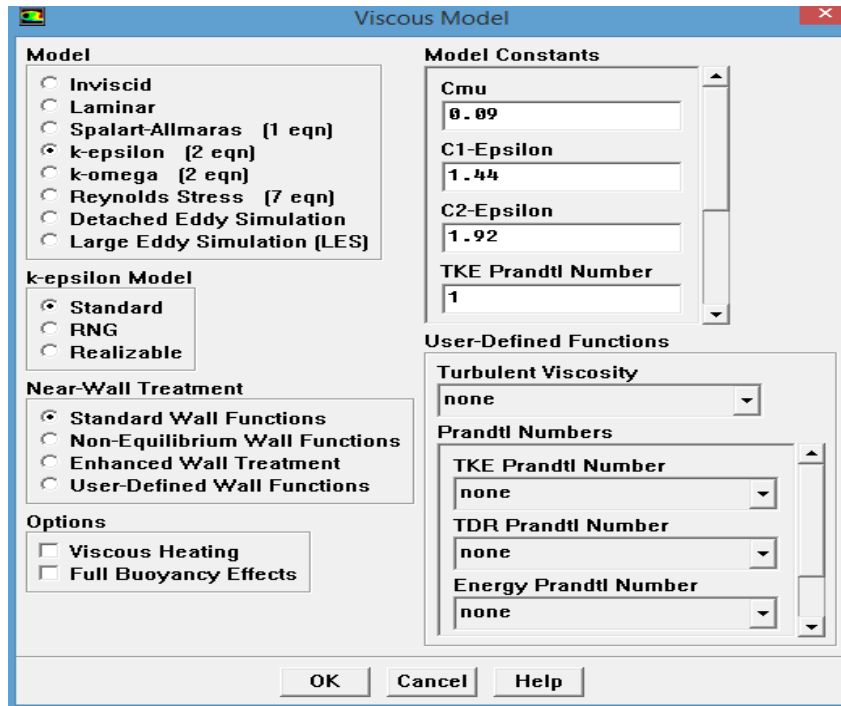 Viscous Model
Model
Inviscid
Laminar
Spalart-Allmaras (1 eqn)
k-epsilon (2 eqn)
k-omega (2 eqn)
Reynolds Stress (7 eqn)
Detached Eddy Simulation
Large Eddy Simulation (LES)
k-epsilon Model
Standard
RNG
Realizable
Near-Wall Treatment
Standard Wall Functions
Non-Equilibrium Wall Functions
Enhanced Wall Treatment
User-Defined Wall Functions
Options
Viscous Heating
Full Buoyancy Effects
Model Constants
Cmu
0.09
C1-Epsilon
1.44
C2-Epsilon
1.92
TKE Prandtl Number
1
User-Defined Functions
Turbulent Viscosity
none
Prandtl Numbers
TKE Prandtl Number
none
TDR Prandtl Number
none
Energy Prandtl Number
none
OK
Cancel
Help